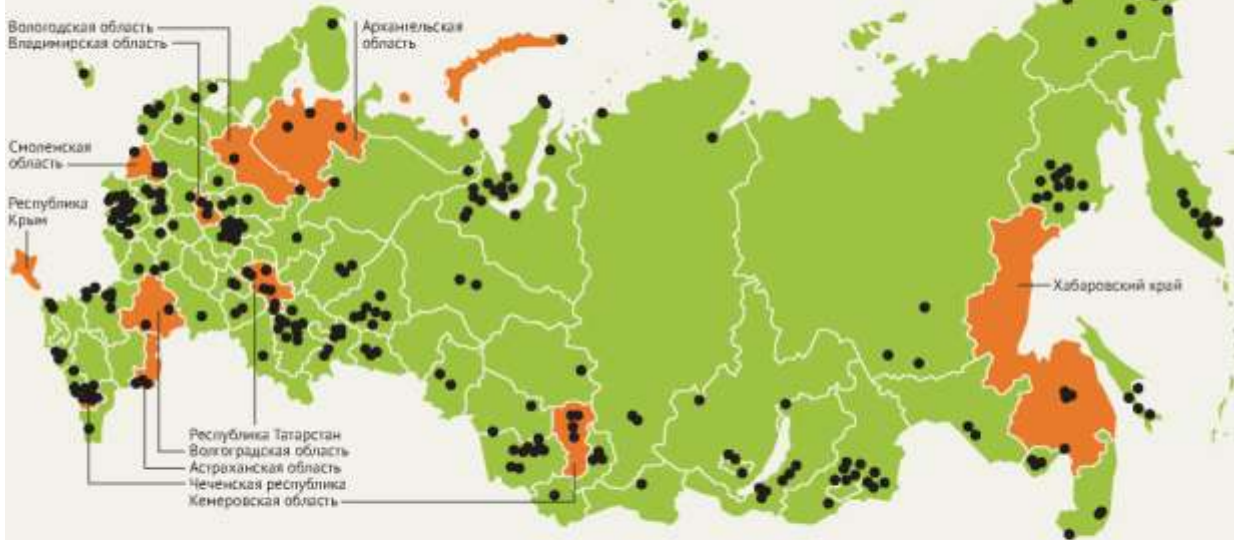 Вологодская область
Владимирская область
Архангельская
область
Смоленская
область
Республика
Крым
Хабаровский край
Республика Татарстан
Волгоградская область
Астраханская область
Чеченская республика
Кемеровская область